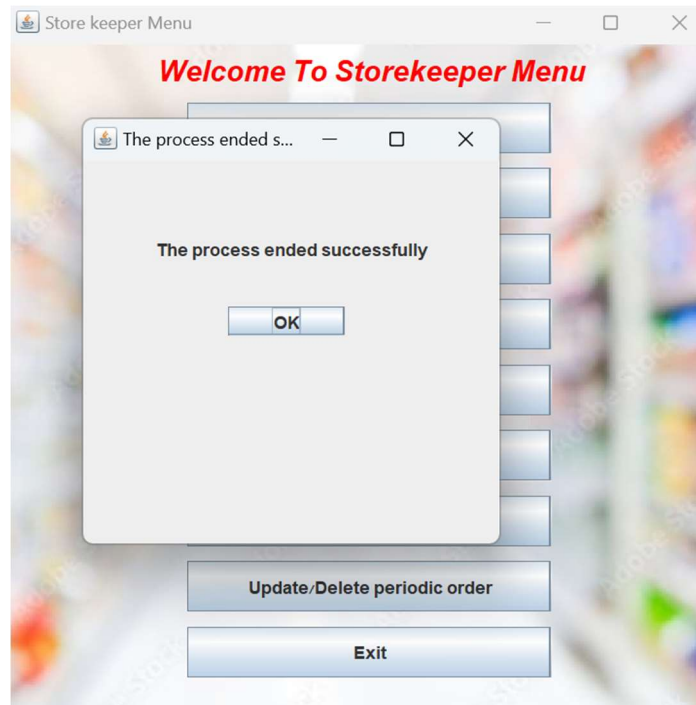 Store keeper Menu
Welcome To Storekeeper Menu
The process ended s...
The process ended successfully
OK
Update/Delete periodic order
Exit